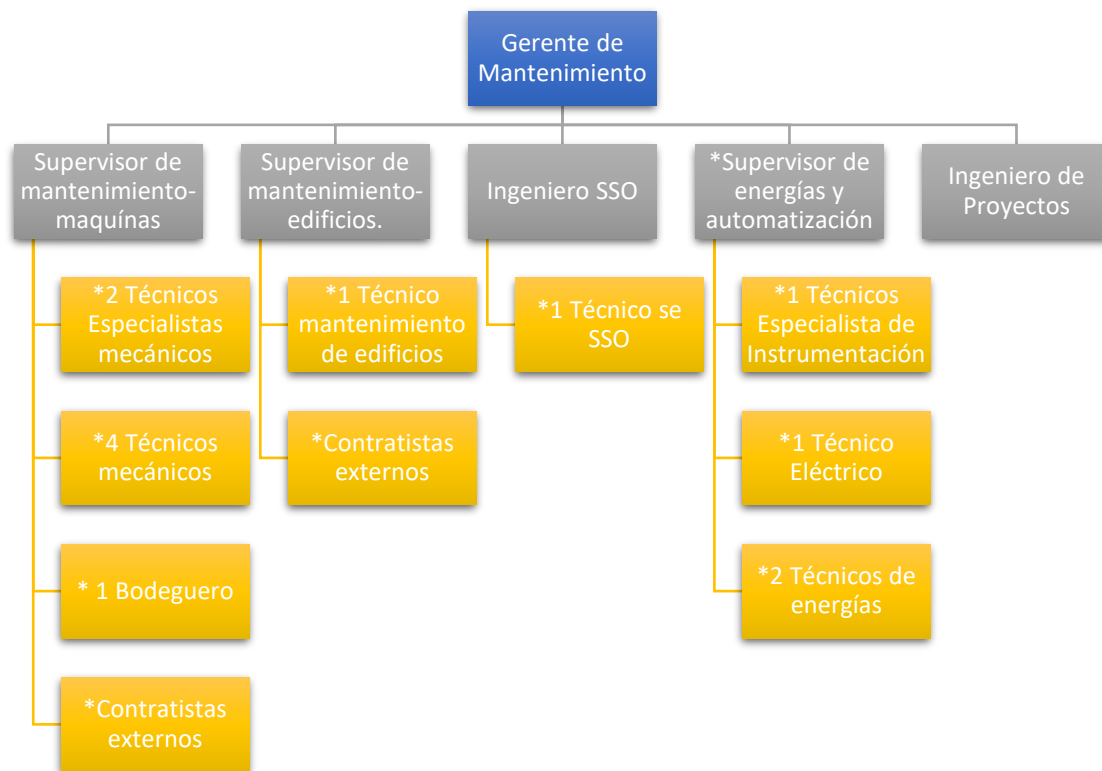 Gerente de
Mantenimiento
Supervisor de
mantenimiento-
maquínas
Supervisor de
mantenimiento-
edificios.
Ingeniero SSO
*Supervisor de
energías y
automatización
Ingeniero de
Proyectos
*2 Técnicos
Especialistas
mecánicos
*1 Técnico
mantenimiento
de edificios
*1 Técnico se
SSO
*1 Técnicos
Especialista de
Instrumentación
*4 Técnicos
mecánicos
*Contratistas
externos
*1 Técnico
Eléctrico
* 1 Bodeguero
*2 Técnicos de
energías
*Contratistas
externos